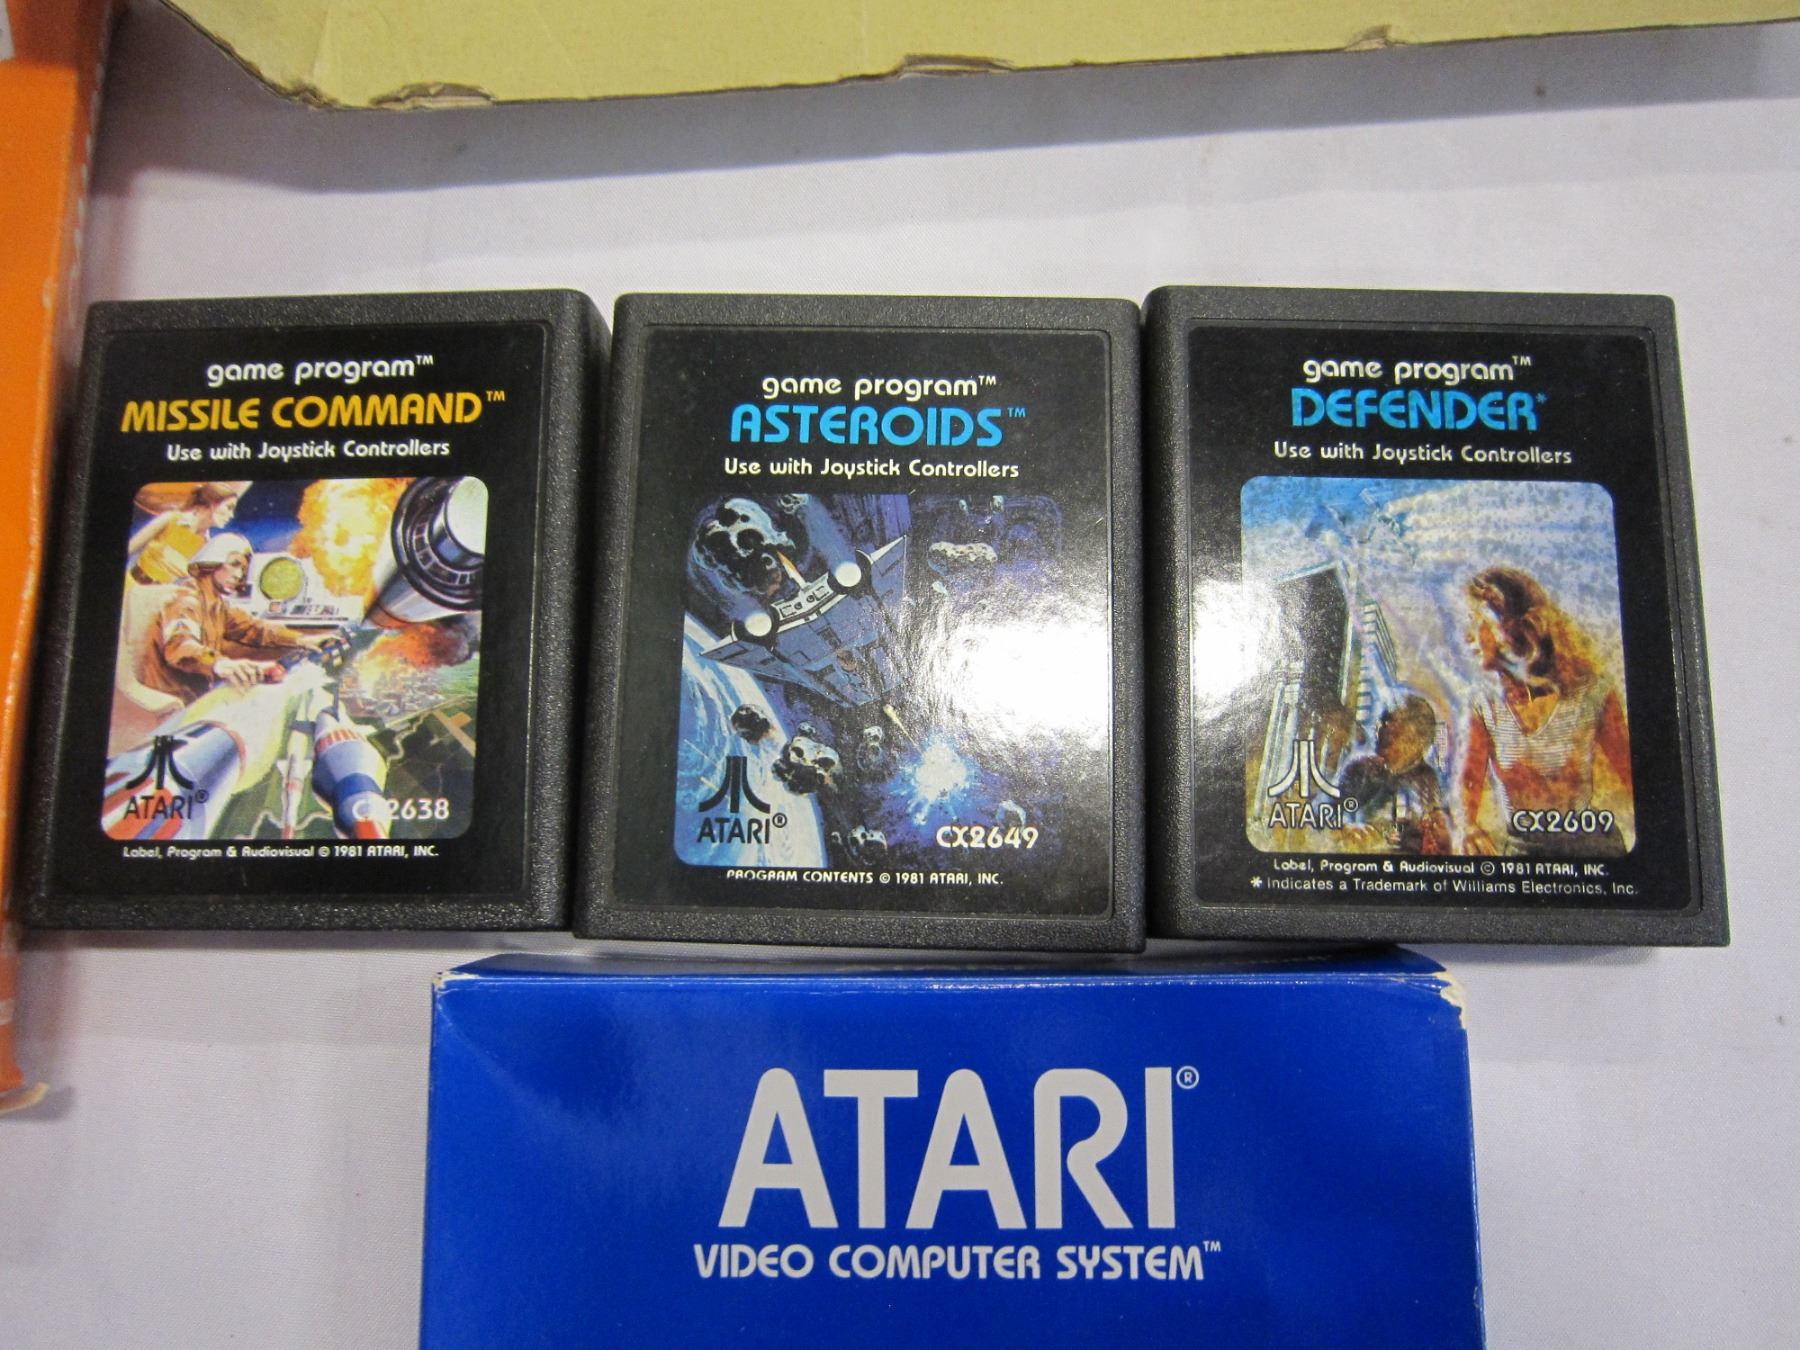 game program™
MISSILE COMMAND™
Use with Joystick Controllers
ATARI®
CX2638
Label, Program & Audiovisual © 1981 ATARI, INC.
game program™
ASTEROIDS™
Use with Joystick Controllers
ATARI®
CX2649
PROGRAM CONTENTS © 1981 ATARI, INC.
game program™
DEFENDER*
Use with Joystick Controllers
ATARI®
CX2609
Label, Program & Audiovisual © 1981 ATARI, INC.
* Indicates a Trademark of Williams Electronics, Inc.
ATARI®
VIDEO COMPUTER SYSTEM™